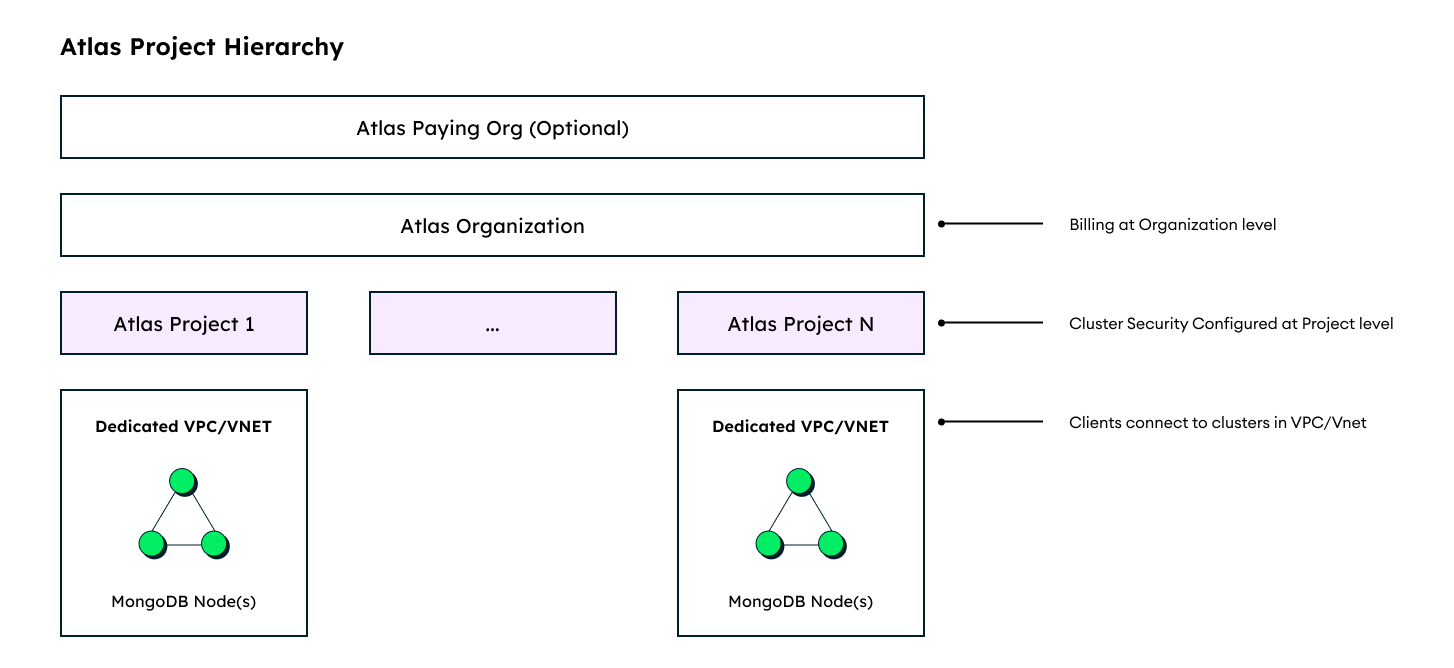 Atlas Project Hierarchy
Atlas Paying Org (Optional)
Atlas Organization
Billing at Organization level
Atlas Project 1
...
Atlas Project N
Cluster Security Configured at Project level
Dedicated VPC/VNET
Dedicated VPC/VNET
Clients connect to clusters in VPC/Vnet
MongoDB Node(s)
MongoDB Node(s)